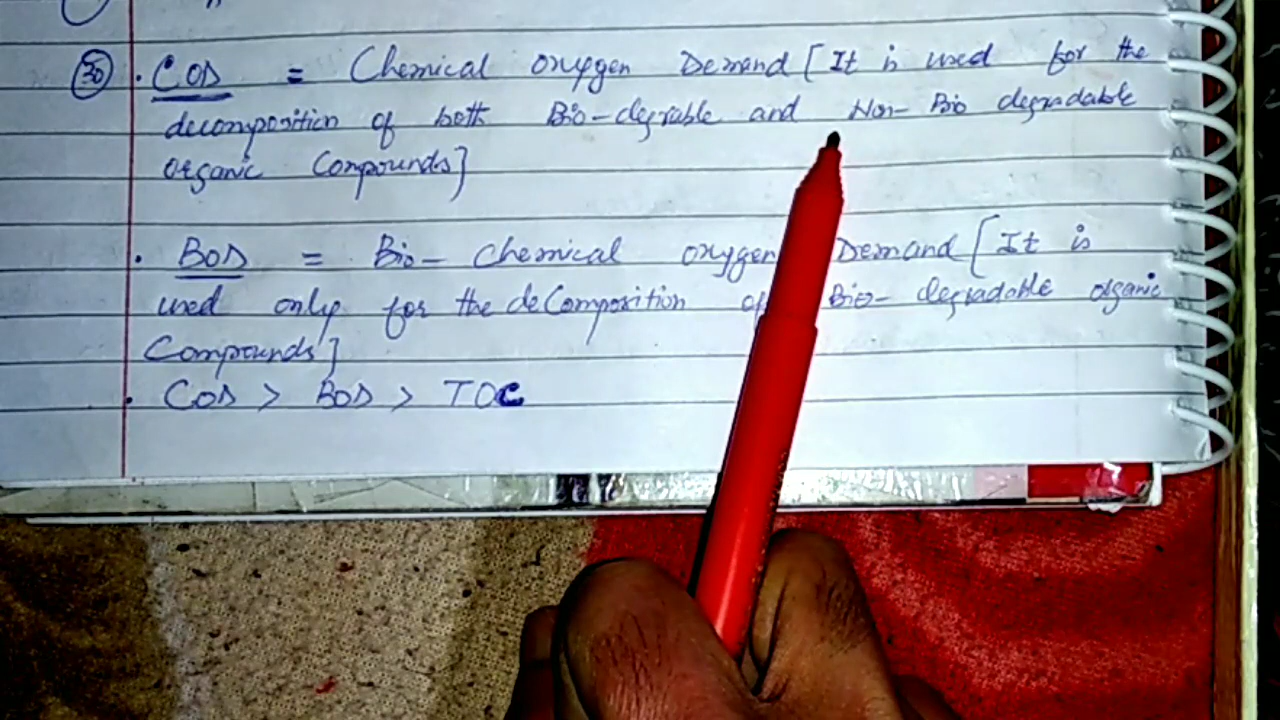 30 . COD = Chemical oxygen Demand [It is used for the
decomposition of both Bio-degrable and Non-Bio degradable
organic Compounds]
. BOD = Bio-chemical oxygen Demand [It is
used only for the deComposition of Bio-degradable organic
Compounds]
. COD > BOD > TOC